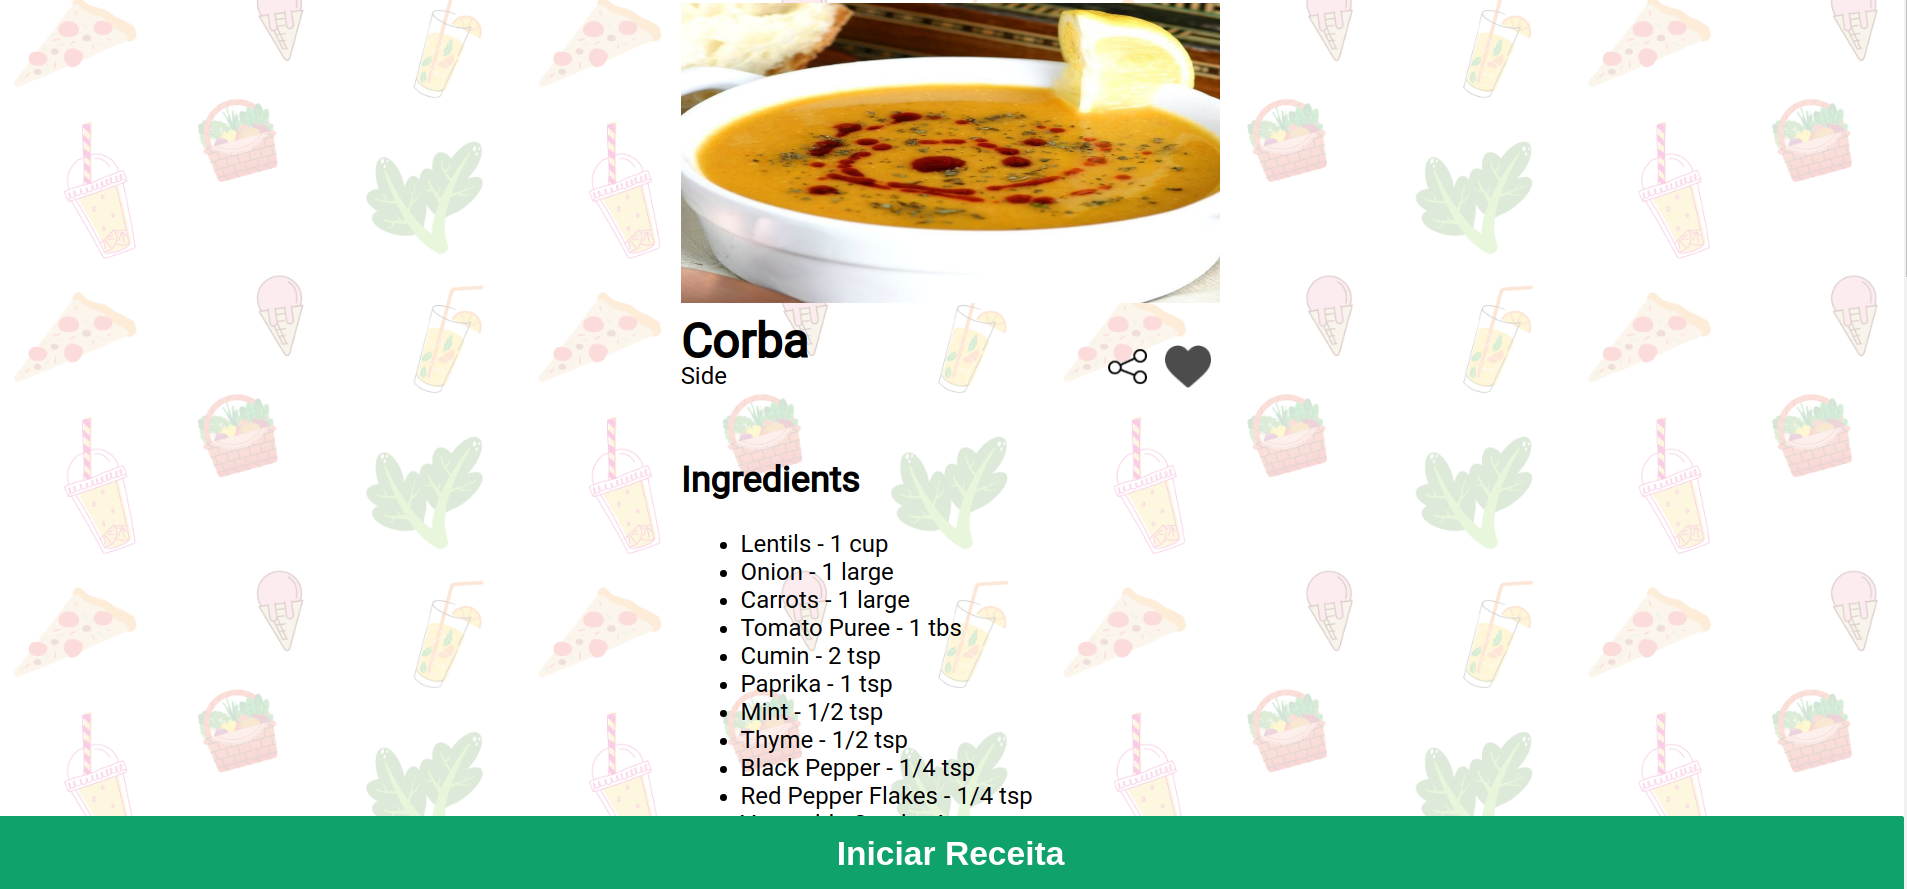 Corba
Side
Ingredients
Lentils - 1 cup
Onion - 1 large
Carrots - 1 large
Tomato Puree - 1 tbs
Cumin - 2 tsp
Paprika - 1 tsp
Mint - 1/2 tsp
Thyme - 1/2 tsp
Black Pepper - 1/4 tsp
Red Pepper Flakes - 1/4 tsp
Iniciar Receita